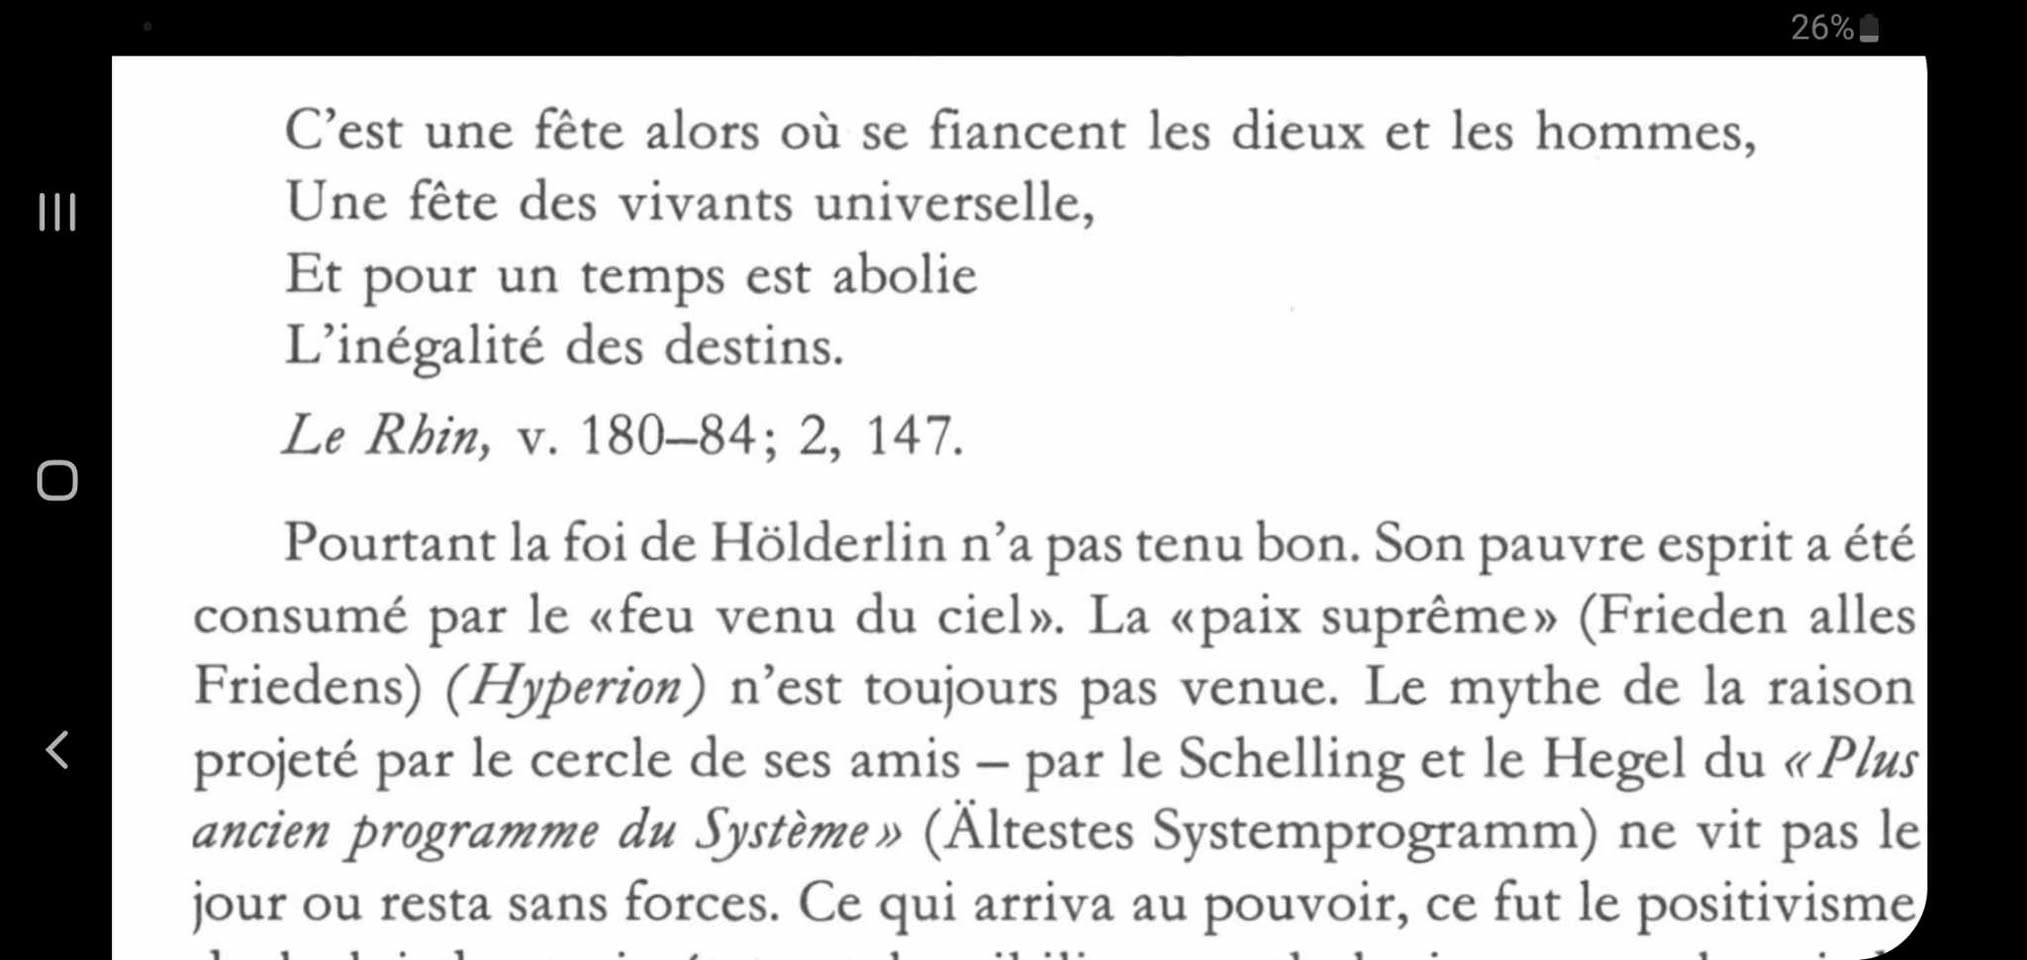 26%
C’est une fête alors où se fiancent les dieux et les hommes,
Une fête des vivants universelle,
Et pour un temps est abolie
L’inégalité des destins.
Le Rhin, v. 180–84; 2, 147.
Pourtant la foi de Hölderlin n’a pas tenu bon. Son pauvre esprit a été
consumé par le «feu venu du ciel». La «paix suprême» (Frieden alles
Friedens) (Hyperion) n’est toujours pas venue. Le mythe de la raison
projeté par le cercle de ses amis – par le Schelling et le Hegel du «Plus
ancien programme du Système» (Ältestes Systemprogramm) ne vit pas le
jour ou resta sans forces. Ce qui arriva au pouvoir, ce fut le positivisme